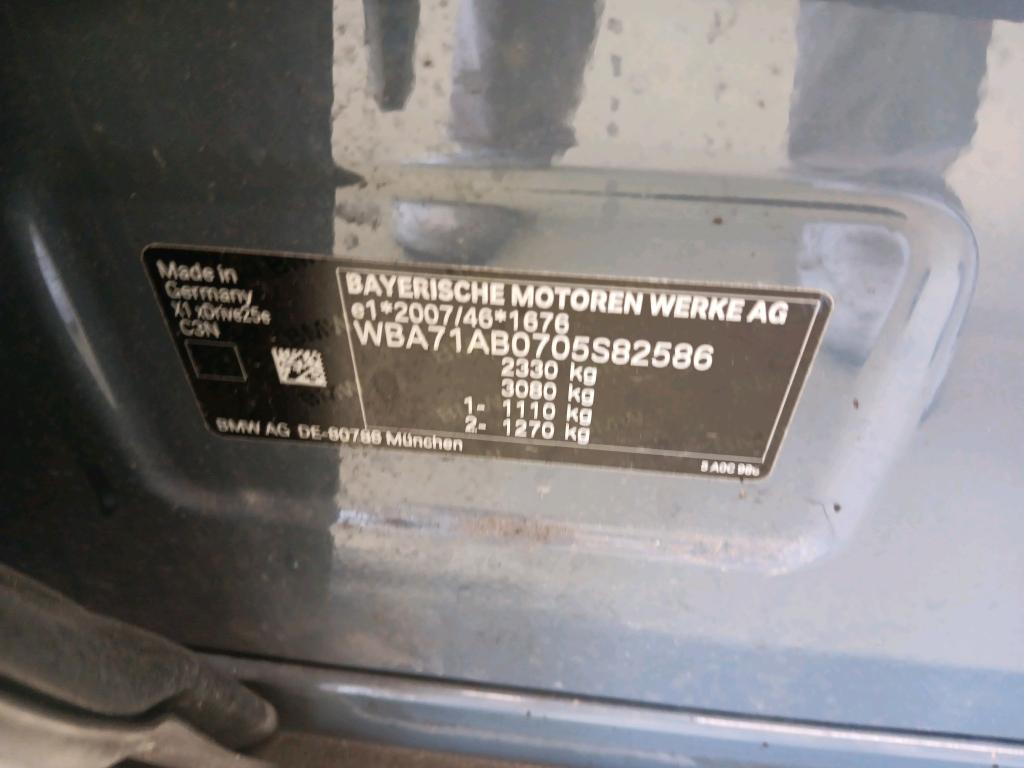 Made in
Germany
X1 xDrive25e
C3N
BAYERISCHE MOTOREN WERKE AG
e1*2007/46*1676
WBA71AB0705S82586
2330 kg
3080 kg
1- 1110 kg
2- 1270 kg
BMW AG DE-80788 München